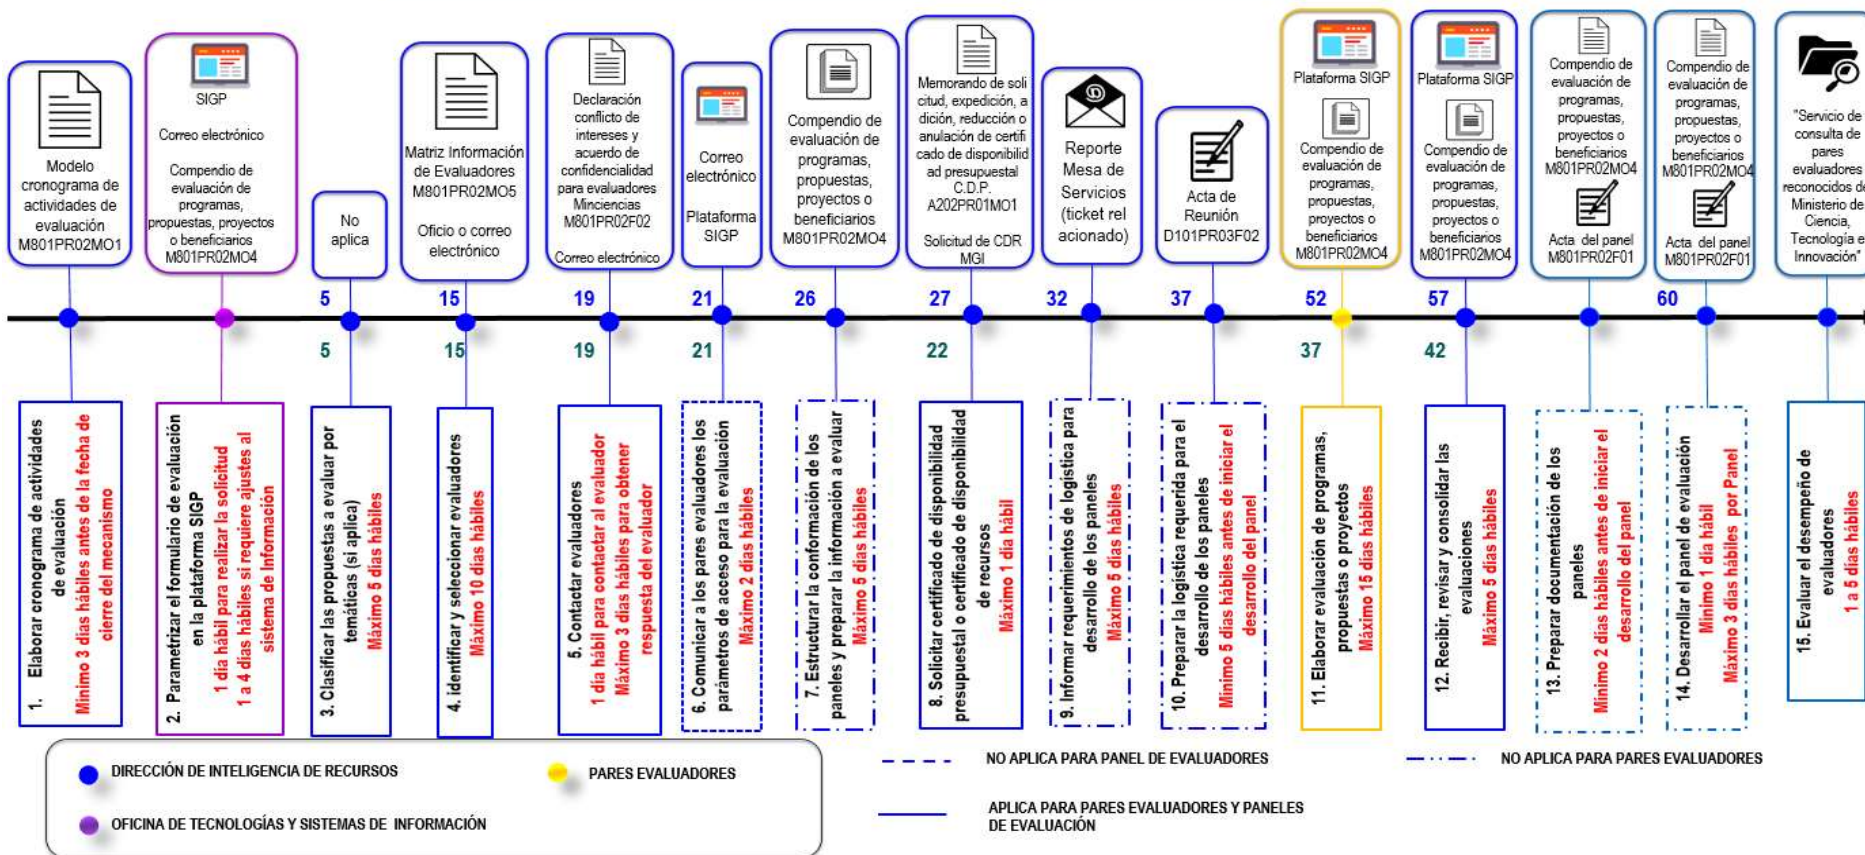 Modelo
cronograma de
actividades de
evaluación
M801PR02MO1
SIGP
Correo electrónico
Compendio de
evaluación de
programas,
propuestas, proyectos
o beneficiarios
M801PR02MO4
No
aplica
Matriz Información
de Evaluadores
M801PR02MO5
Oficio o correo
electrónico
Declaración
conflicto de
intereses y
acuerdo de
confidencialidad
para evaluadores
Minciencias
M801PR02F02
Correo electrónico
Correo
electrónico
Plataforma
SIGP
Compendio de
evaluación de
programas,
propuestas,
proyectos o
beneficiarios
M801PR02MO4
Memorando de soli
citud, expedición, a
dición, reducción o
anulación de certifi
cado de disponibilid
ad presupuestal
C.D.P.
A202PR01MO1
Solicitud de CDR
MGI
Reporte
Mesa de
Servicios
(ticket rel
acionado)
Acta de
Reunión
D101PR03F02
Plataforma SIGP
Compendio de
evaluación de
programas,
propuestas,
proyectos o
beneficiarios
M801PR02MO4
Plataforma SIGP
Compendio de
evaluación de
programas,
propuestas,
proyectos o
beneficiarios
M801PR02MO4
Compendio de
evaluación de
programas,
propuestas,
proyectos o
beneficiarios
M801PR02MO4
Acta del panel
M801PR02F01
Compendio de
evaluación de
programas,
propuestas,
proyectos o
beneficiarios
M801PR02MO4
Acta del panel
M801PR02F01
"Servicio de
consulta de
pares
evaluadores
reconocidos de
Ministerio de
Ciencia,
Tecnología e
Innovación"
5
15
19
21
26
27
32
37
52
57
60
5
15
19
21
22
37
42
1. Elaborar cronograma de actividades
de evaluación
Mínimo 3 días hábiles antes de la fecha de
cierre del mecanismo
2. Parametrizar el formulario de evaluación
en la plataforma SIGP
1 día hábil para realizar la solicitud
1 a 4 días hábiles si requiere ajustes al
sistema de Información
3. Clasificar las propuestas a evaluar por
temáticas (si aplica)
Máximo 5 días hábiles
4. identificar y seleccionar evaluadores
Máximo 10 días hábiles
5. Contactar evaluadores
1 día hábil para contactar al evaluador
Máximo 3 días hábiles para obtener
respuesta del evaluador
6. Comunicar a los pares evaluadores los
parámetros de acceso para la evaluación
Máximo 2 días hábiles
7. Estructurar la conformación de los
paneles y preparar la información a evaluar
Máximo 5 días hábiles
8. Solicitar certificado de disponibilidad
presupuestal o certificado de disponibilidad
de recursos
Máximo 1 día hábil
9. Informar requerimientos de logística para
desarrollo de los paneles
Máximo 5 días hábiles
10. Preparar la logística requerida para el
desarrollo de los paneles
Mínimo 5 días hábiles antes de iniciar el
desarrollo del panel
11. Elaborar evaluación de programas,
propuestas o proyectos
Máximo 15 días hábiles
12. Recibir, revisar y consolidar las
evaluaciones
Máximo 5 días hábiles
13. Preparar documentación de los
paneles
Mínimo 2 días hábiles antes de iniciar el
desarrollo del panel
14. Desarrollar el panel de evaluación
Mínimo 1 día hábil
Máximo 3 días hábiles por Panel
15. Evaluar el desempeño de
evaluadores
1 a 5 días hábiles
DIRECCIÓN DE INTELIGENCIA DE RECURSOS
PARES EVALUADORES
OFICINA DE TECNOLOGÍAS Y SISTEMAS DE INFORMACIÓN
NO APLICA PARA PANEL DE EVALUADORES
NO APLICA PARA PARES EVALUADORES
APLICA PARA PARES EVALUADORES Y PANELES
DE EVALUACIÓN